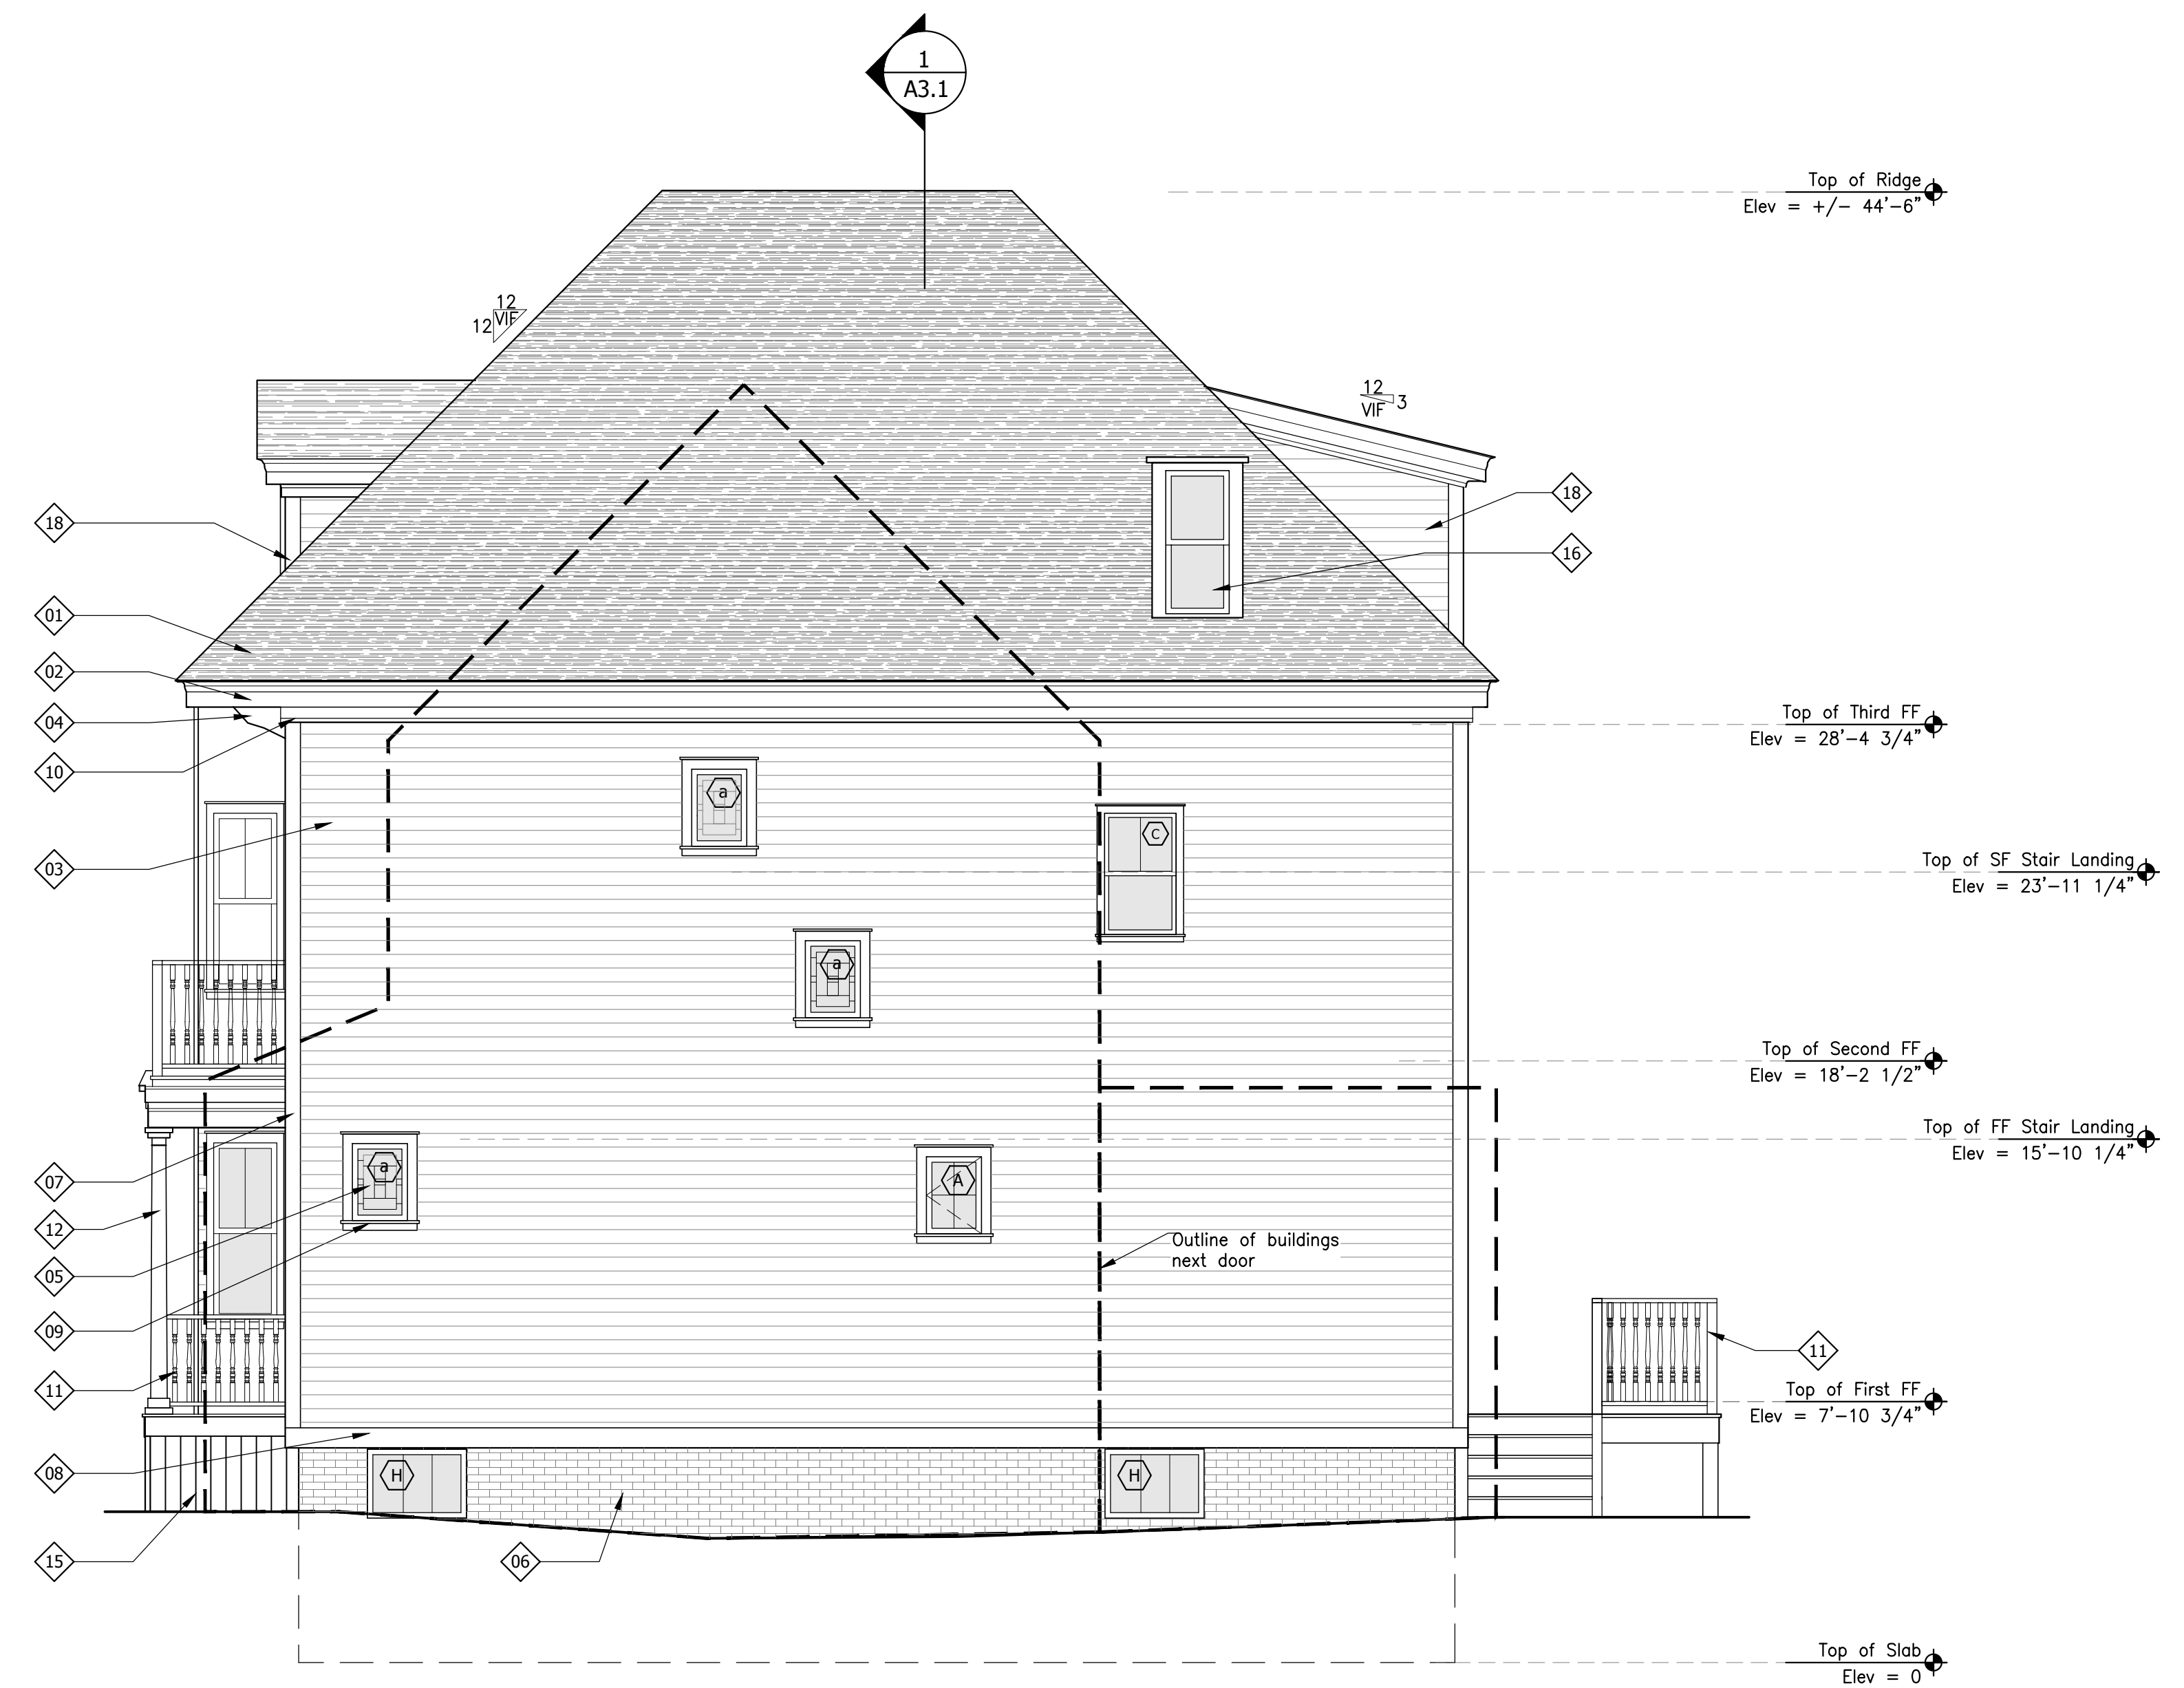 1
A3.1
Top of Ridge
Elev = +/- 44'-6"
12
12 VIF
12
VIF 3
18
18
16
01
02
04
Top of Third FF
Elev = 28'-4 3/4"
10
a
C
03
Top of SF Stair Landing
Elev = 23'-11 1/4"
a
Top of Second FF
Elev = 18'-2 1/2"
Top of FF Stair Landing
Elev = 15'-10 1/4"
a
A
07
12
Outline of buildings
next door
05
09
11
11
Top of First FF
Elev = 7'-10 3/4"
08
H
H
15
06
Top of Slab
Elev = 0